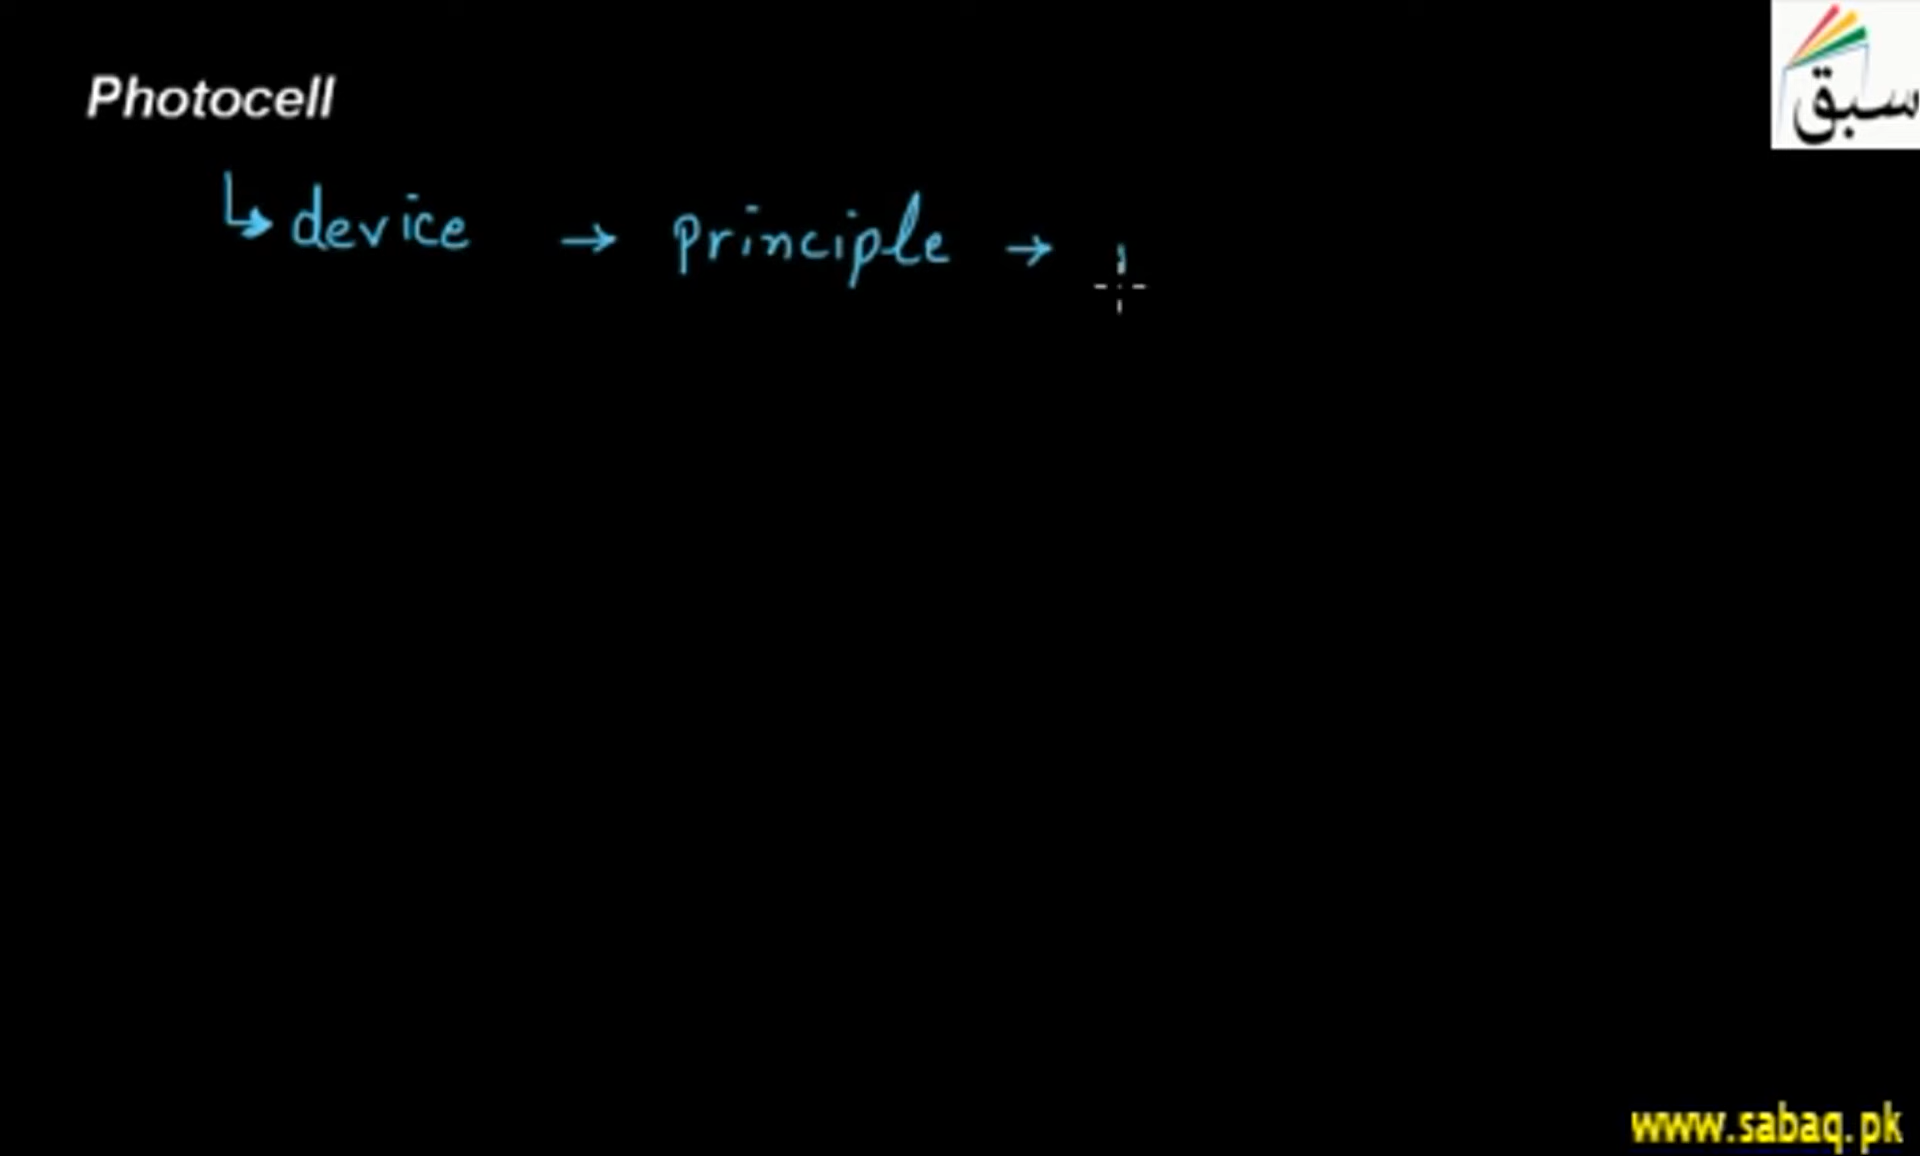 Photocell
سبق
↳ device → principle →
www.sabaq.pk